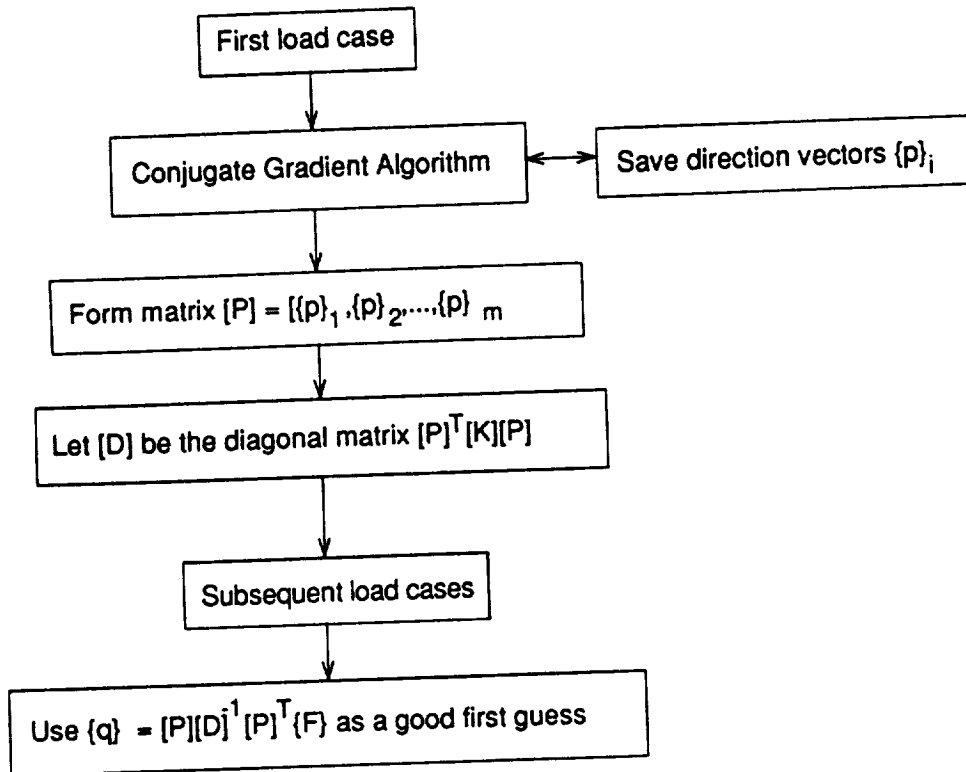 First load case
Conjugate Gradient Algorithm
Save direction vectors {p}i
Form matrix [P] = [{p}1 ,{p}2,...,{p} m
Let [D] be the diagonal matrix [P]T[K][P]
Subsequent load cases
Use {q} = [P][D]-1[P]T{F} as a good first guess